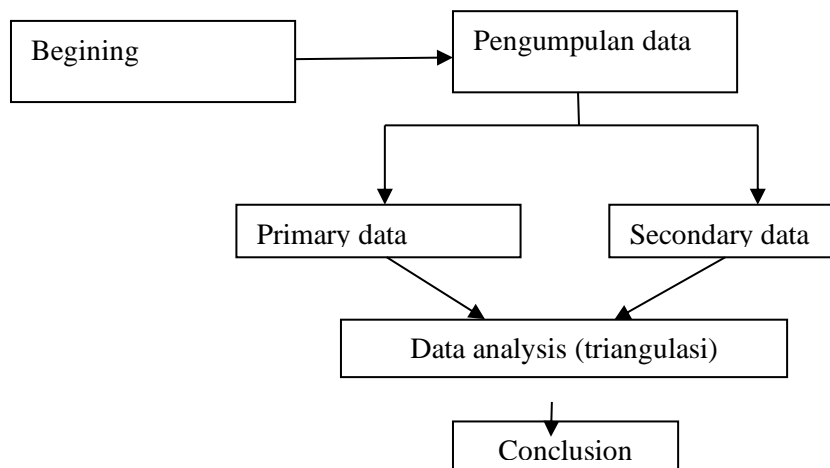 Begining
Pengumpulan data
Primary data
Secondary data
Data analysis (triangulasi)
Conclusion